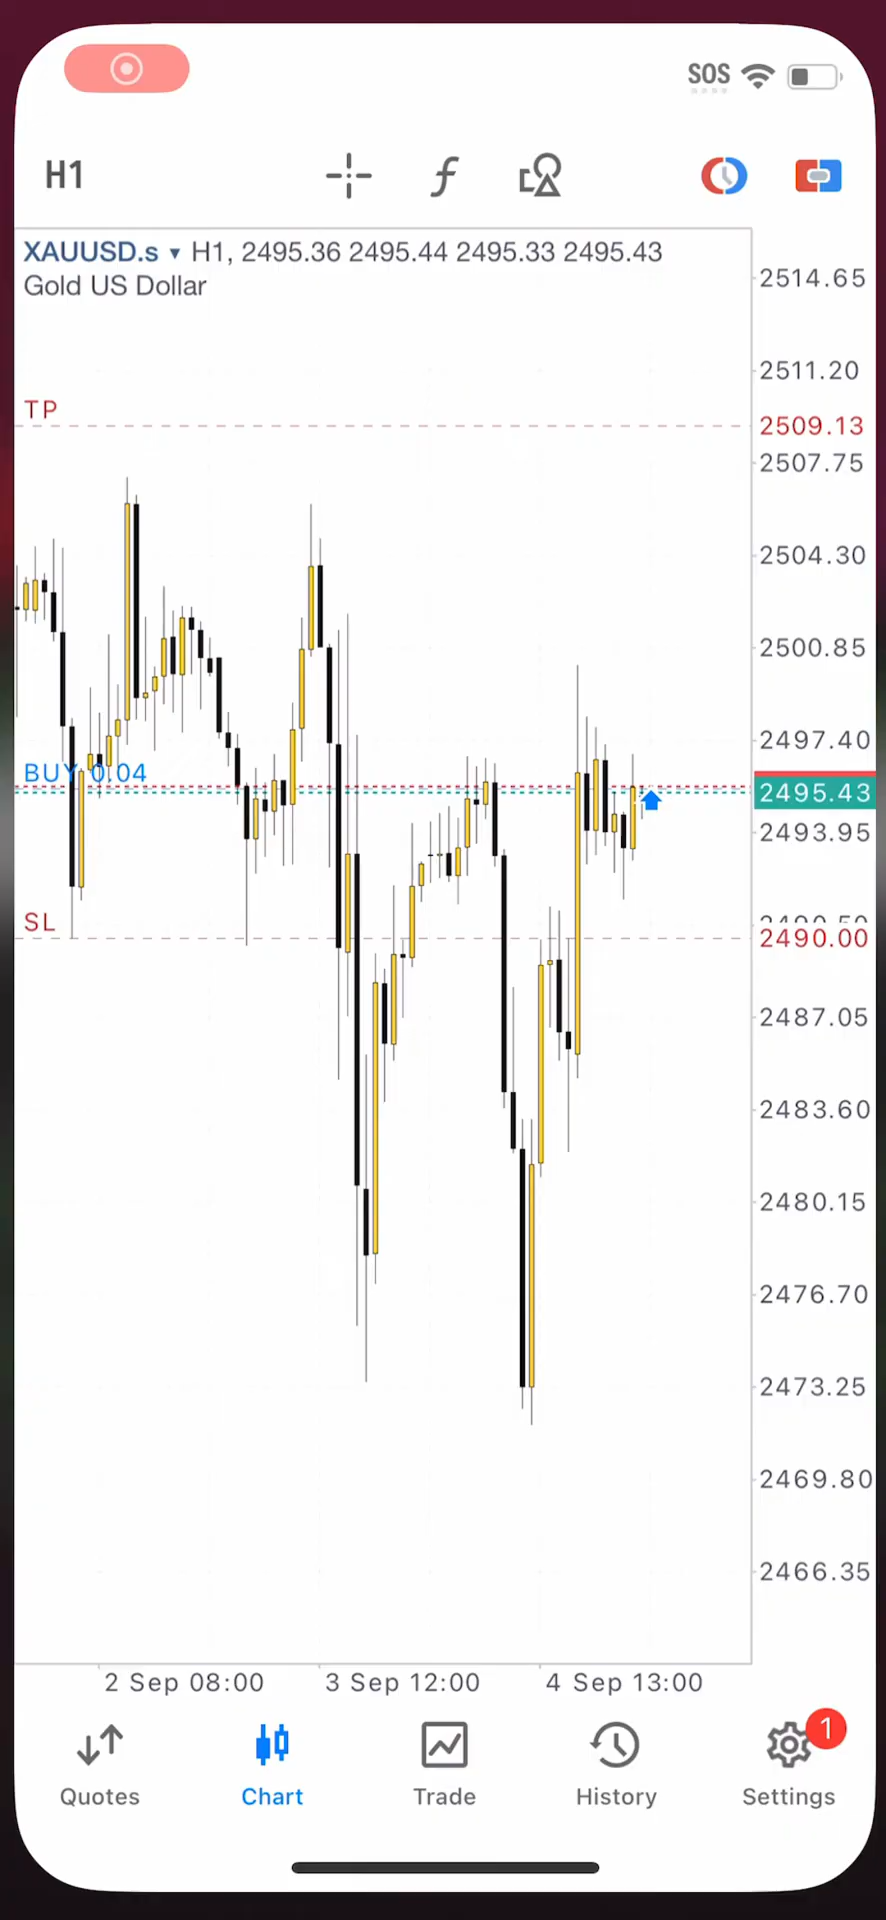 SOS
H1
XAUUSD.s ▾ H1, 2495.36 2495.44 2495.33 2495.43
Gold US Dollar
2514.65
2511.20
TP
2509.13
2507.75
2504.30
2500.85
2497.40
BUY 0.04
2495.43
2493.95
SL
2490.00
2487.05
2483.60
2480.15
2476.70
2473.25
2469.80
2466.35
2 Sep 08:00 3 Sep 12:00 4 Sep 13:00
1
Quotes Chart Trade History Settings